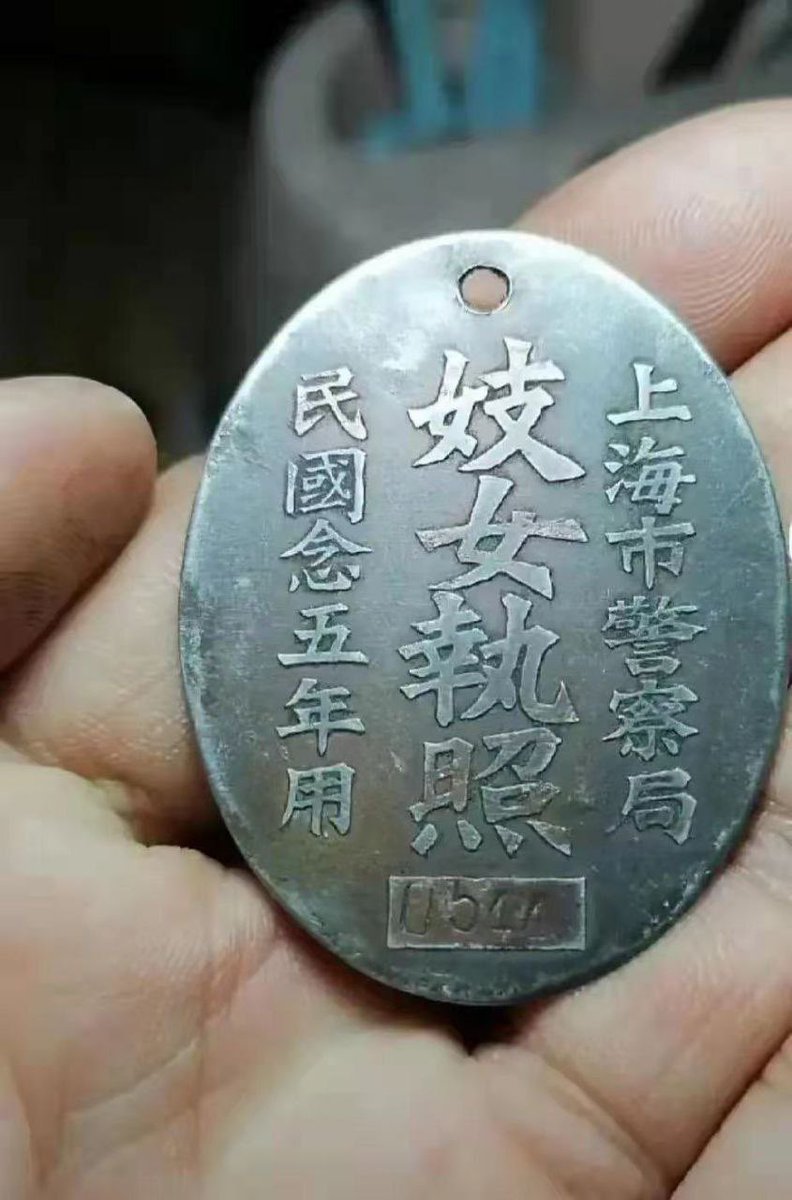 上海市警察局
妓女執照
民國念五年用